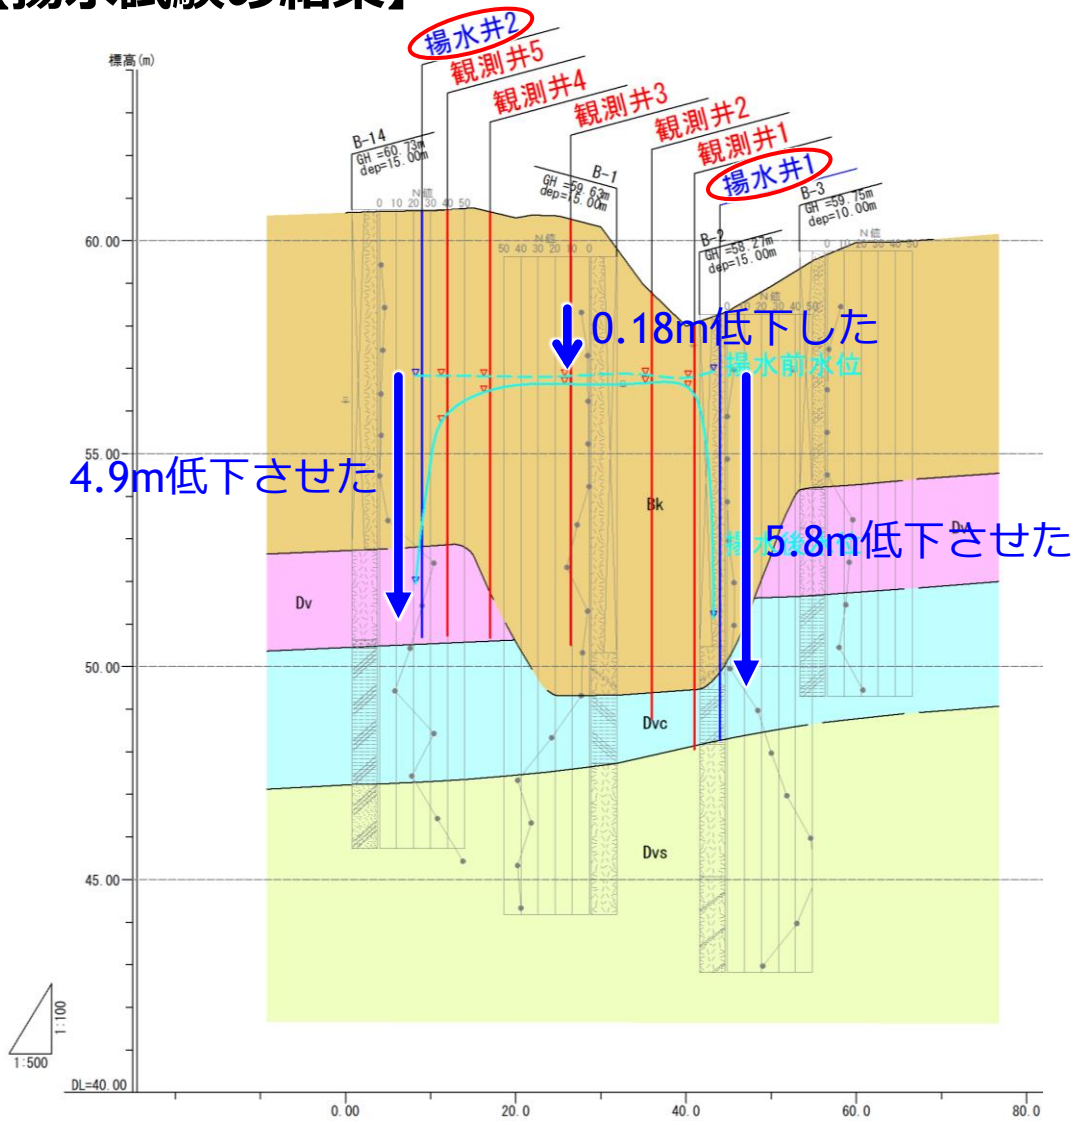 【揚水試験の結果】
標高(m)
揚水井2
観測井5
観測井4
観測井3
観測井2
観測井1
揚水井1
B-14
GH =60.73m
dep=15.00m
B-1
GH =59.63m
dep=15.00m
B-2
GH =58.27m
dep=15.00m
B-3
GH =59.75m
dep=10.00m
N値
0 10 20 30 40 50
N値
50 40 30 20 10 0
N値
0 10 20 30 40 50
N値
0 10 20 30 40 50
60.00
0.18m低下した
揚水前水位
55.00
4.9m低下させた
Bk
Dv
揚水後水位
5.8m低下させた
Dv
50.00
Dvc
Dvs
45.00
1:100
1:500
DL=40.00
0.00
20.0
40.0
60.0
80.0